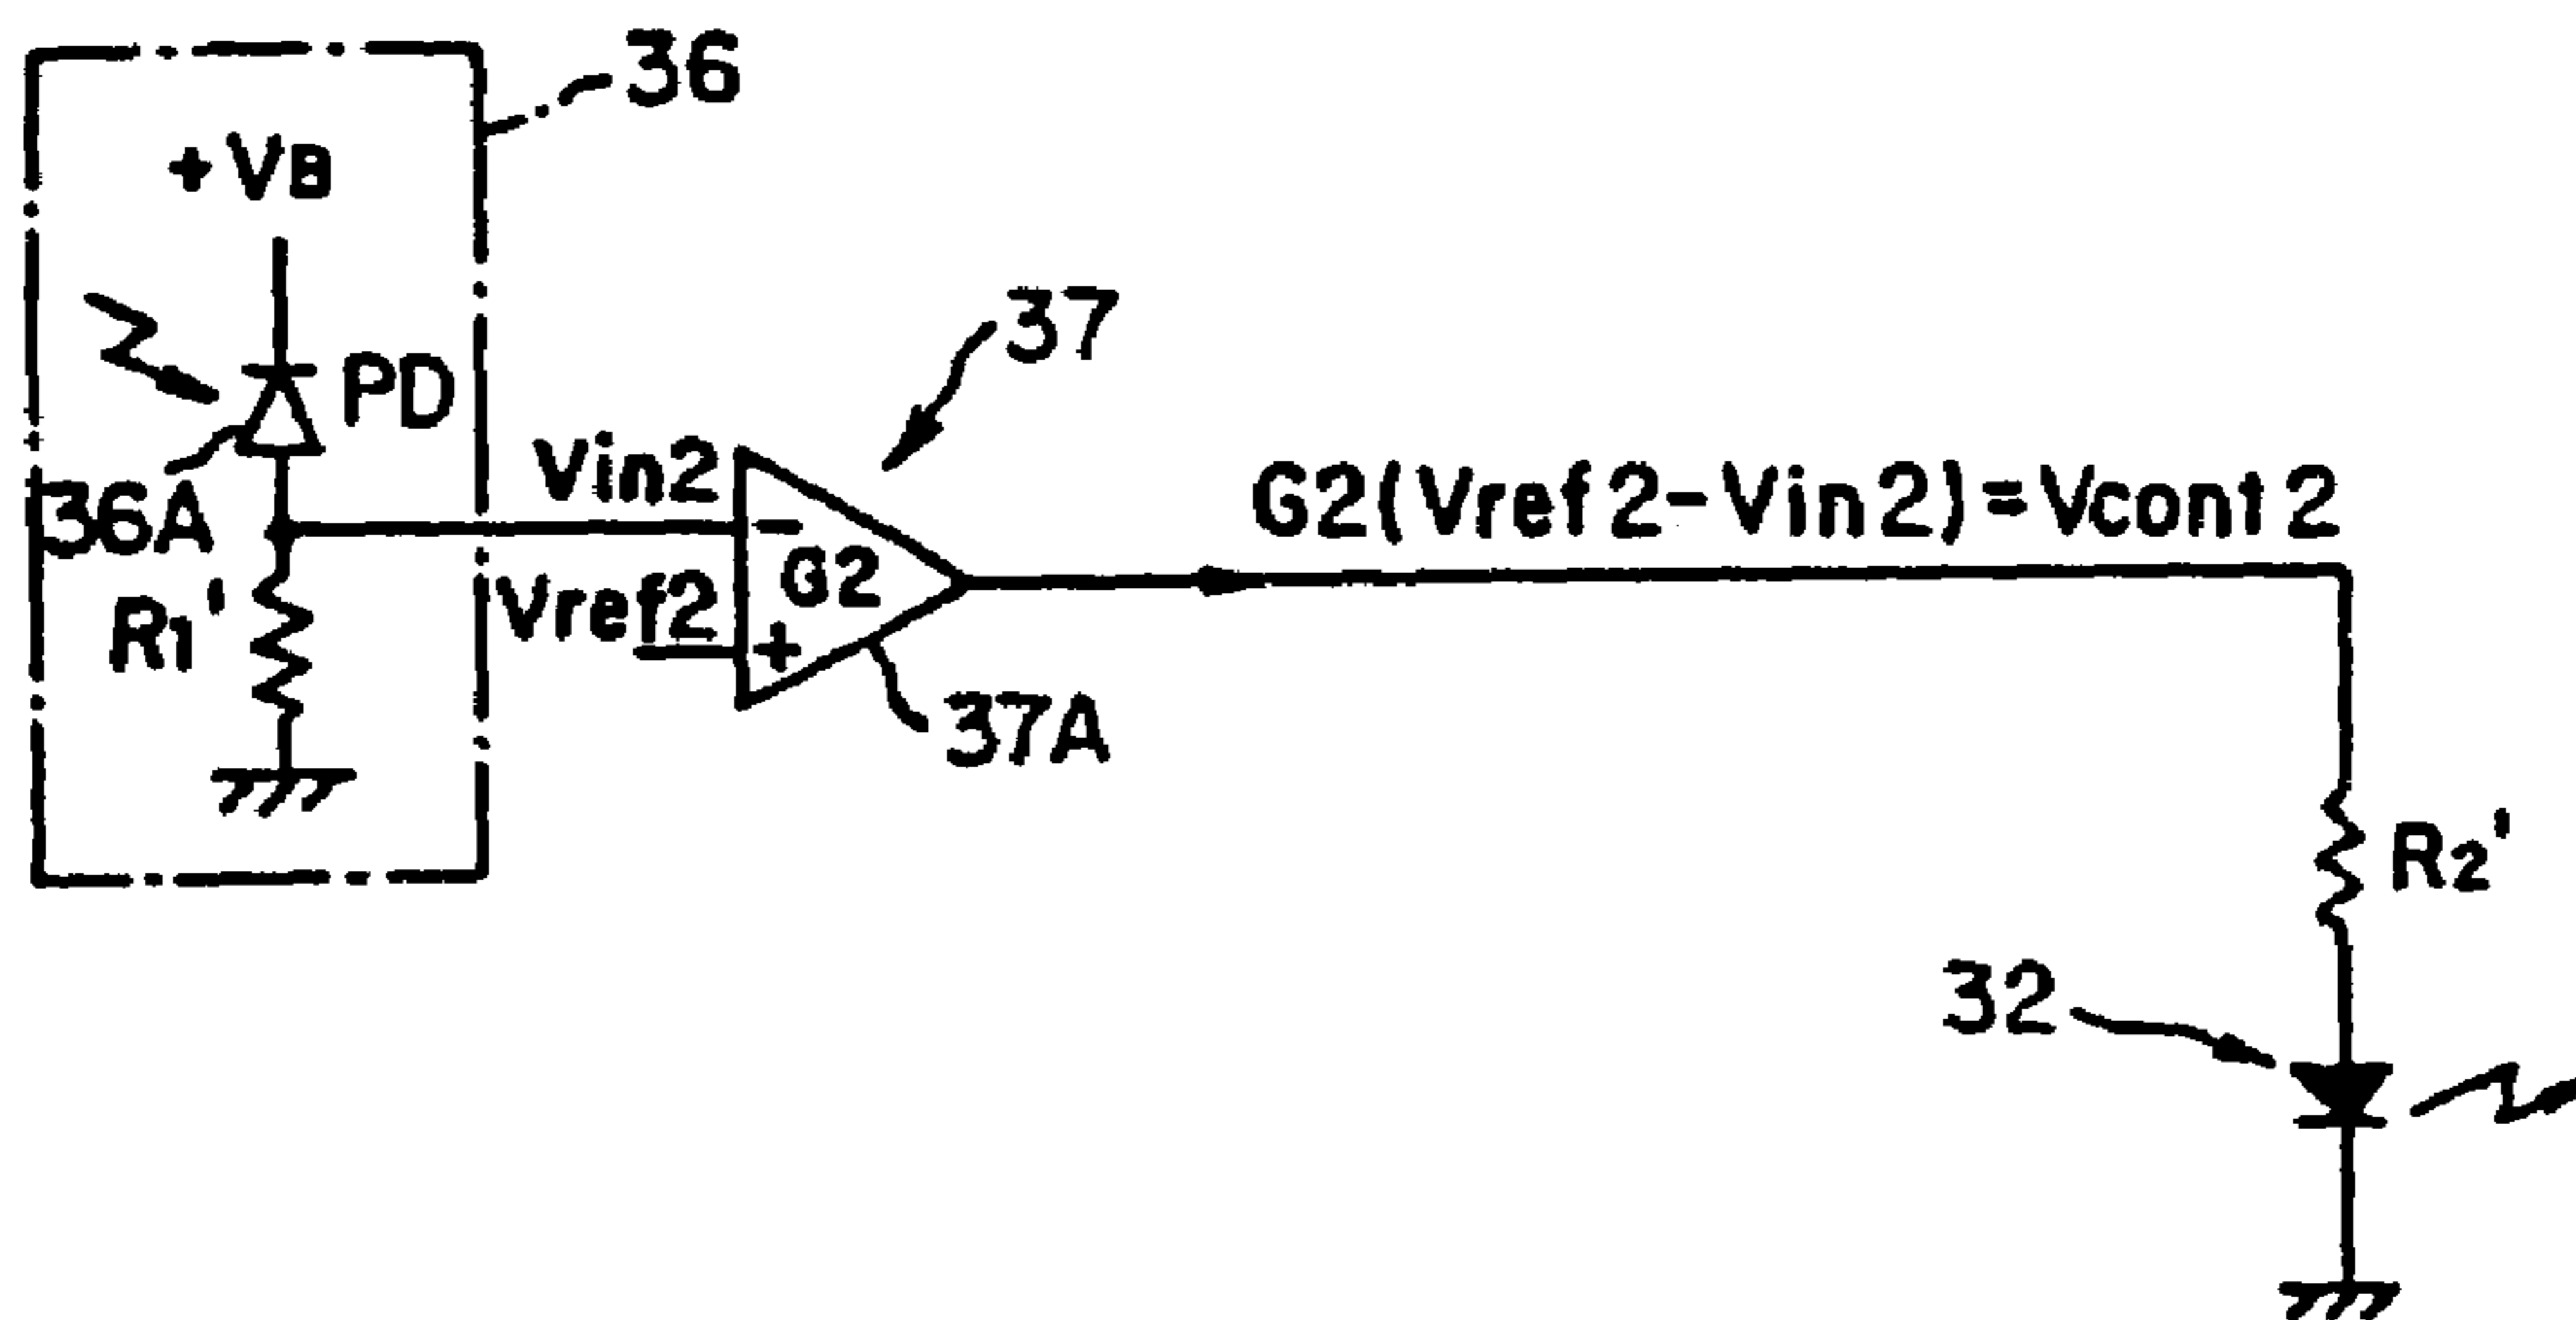 36
+VB
PD
36A
R1'
Vin2
Vref2
-
G2
+
37
37A
G2(Vref2-Vin2)=Vcont2
R2'
32